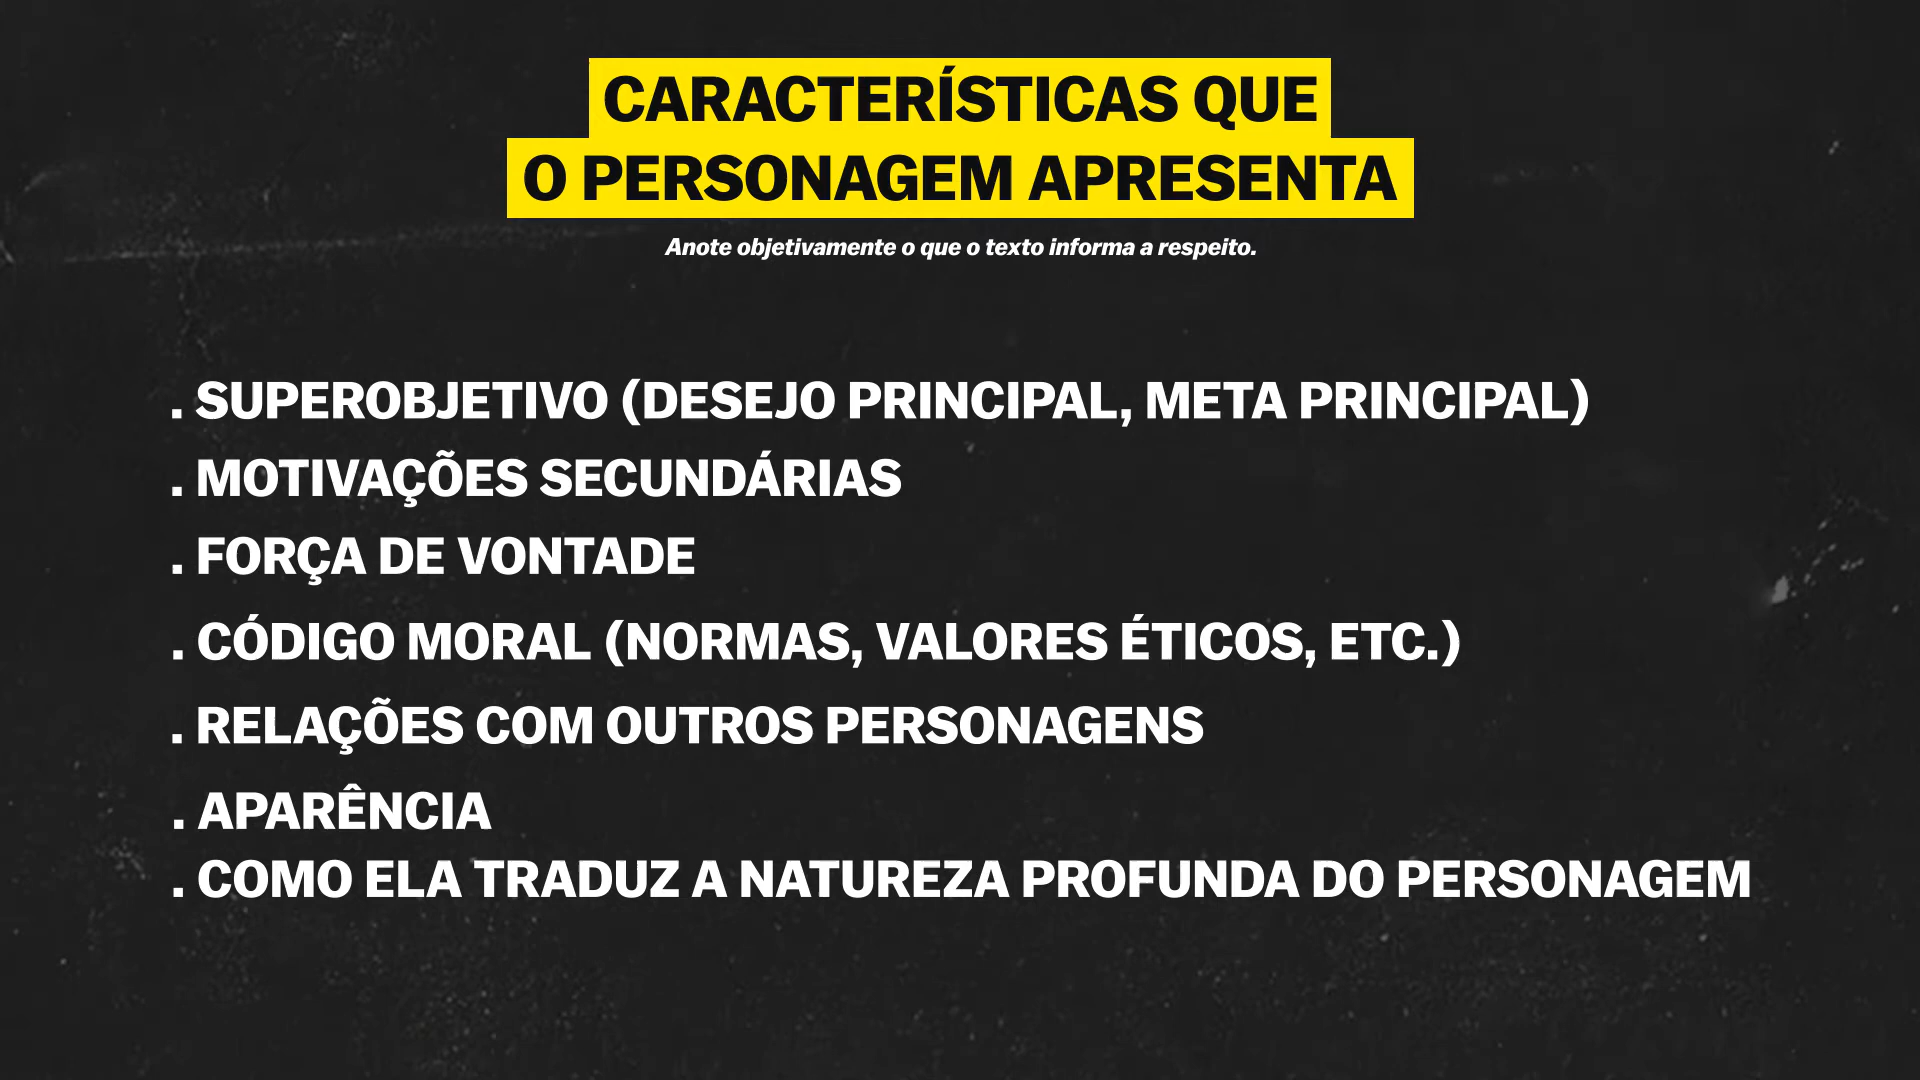 CARACTERÍSTICAS QUE
O PERSONAGEM APRESENTA
Anote objetivamente o que o texto informa a respeito.
. SUPEROBJETIVO (DESEJO PRINCIPAL, META PRINCIPAL)
. MOTIVAÇÕES SECUNDÁRIAS
. FORÇA DE VONTADE
. CÓDIGO MORAL (NORMAS, VALORES ÉTICOS, ETC.)
. RELAÇÕES COM OUTROS PERSONAGENS
. APARÊNCIA
. COMO ELA TRADUZ A NATUREZA PROFUNDA DO PERSONAGEM